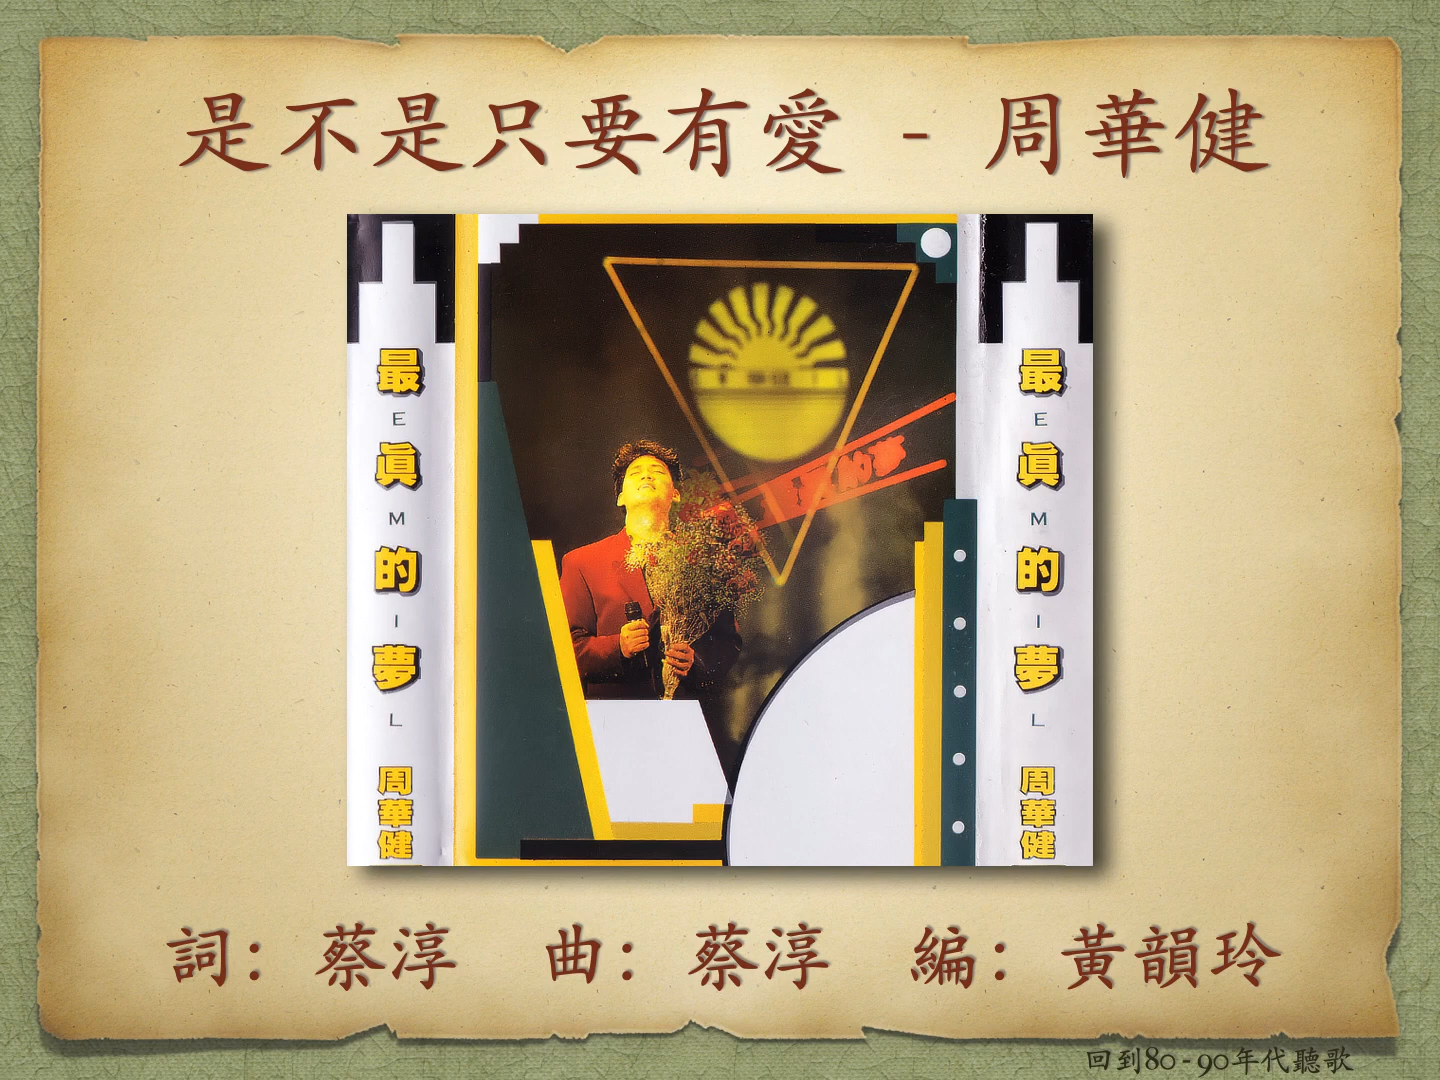 是不是只要有愛 - 周華健
最
E
眞
M
的
I
夢
L
周華健
最
E
眞
M
的
I
夢
L
周華健
詞：蔡淳 曲：蔡淳 編：黃韻玲
回到80-90年代聽歌